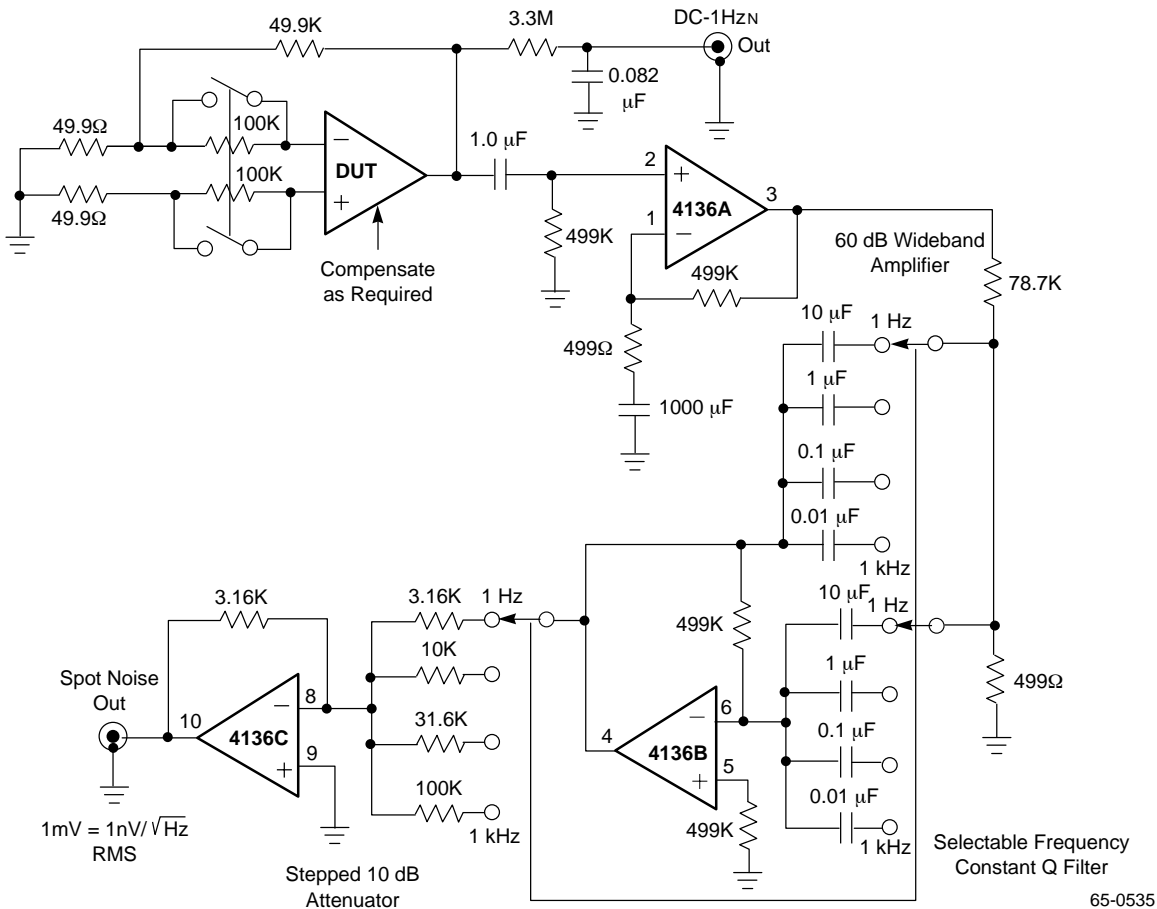 49.9K
3.3M
DC-1HzN
Out
0.082
µF
49.9Ω
100K
100K
49.9Ω
−
DUT
+
Compensate
as Required
1.0 µF
499K
2
+
4136A
3
1
−
499K
499Ω
1000 µF
60 dB Wideband
Amplifier
78.7K
10 µF
1 Hz
1 µF
0.1 µF
0.01 µF
1 kHz
10 µF
1 Hz
1 µF
0.1 µF
0.01 µF
1 kHz
499Ω
499K
6
−
4136B
4
5
+
499K
3.16K
1 Hz
10K
31.6K
100K
1 kHz
3.16K
8
−
4136C
10
9
+
Spot Noise
Out
1mV = 1nV/√Hz
RMS
Stepped 10 dB
Attenuator
Selectable Frequency
Constant Q Filter
65-0535